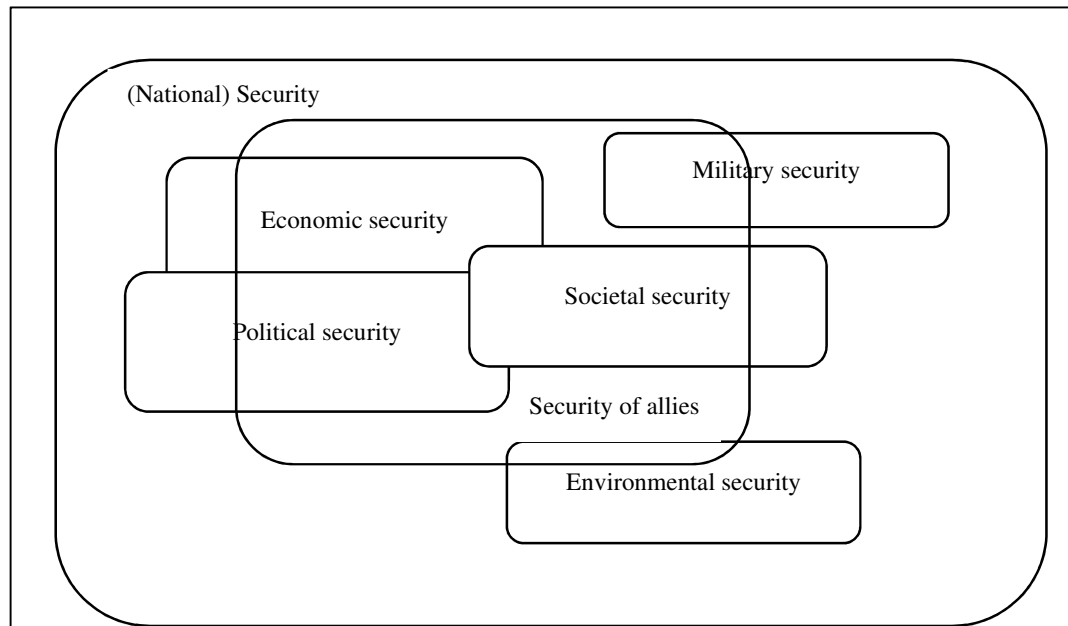 (National) Security
Military security
Economic security
Societal security
Political security
Security of allies
Environmental security